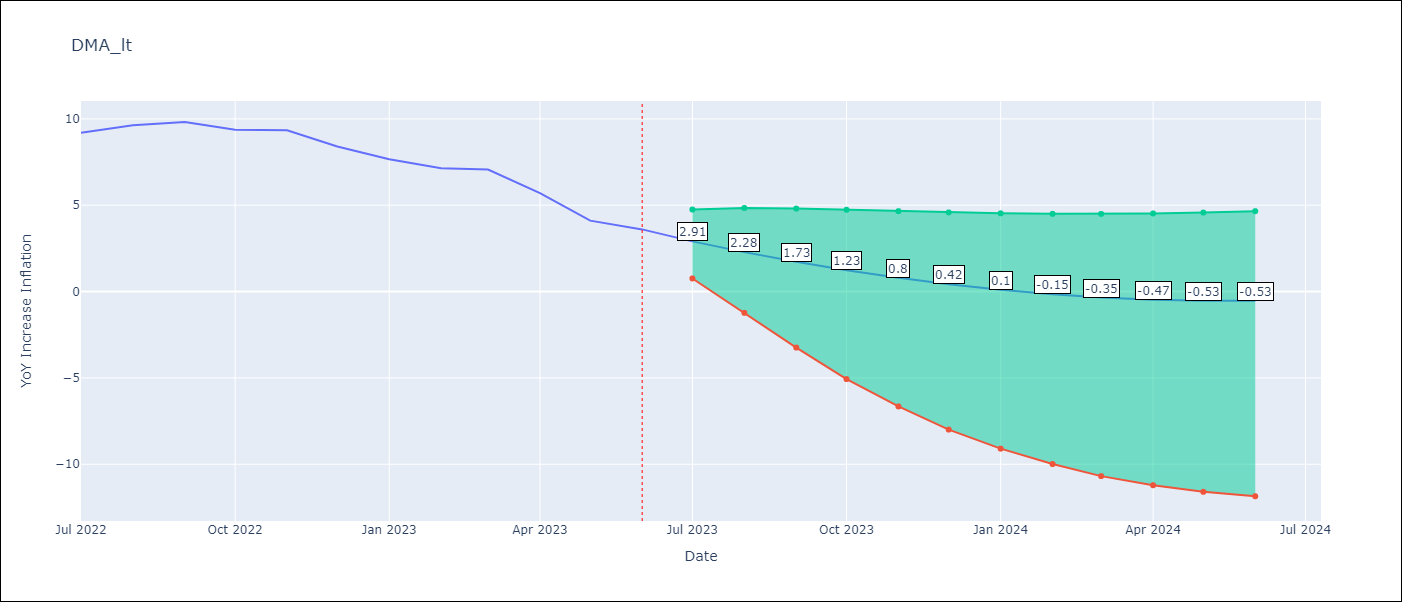 DMA_lt
YoY Increase Inflation
10
5
0
−5
−10
2.91
2.28
1.73
1.23
0.8
0.42
0.1
-0.15
-0.35
-0.47
-0.53
-0.53
Jul 2022
Oct 2022
Jan 2023
Apr 2023
Jul 2023
Oct 2023
Jan 2024
Apr 2024
Jul 2024
Date